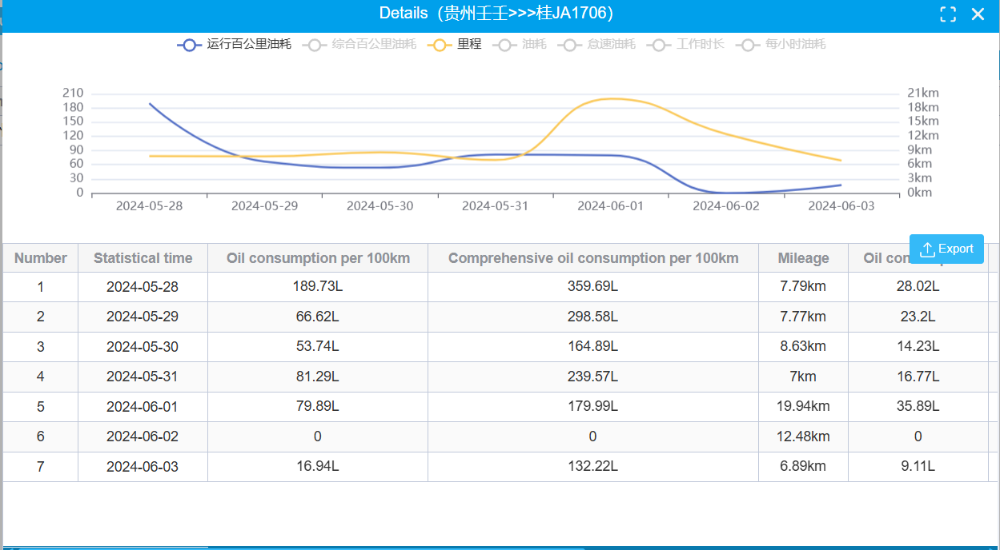 Details（贵州壬壬>>>桂JA1706）
运行百公里油耗 综合百公里油耗 里程 油耗 怠速油耗 工作时长 每小时油耗
210 21km
180 18km
150 15km
120 12km
90 9km
60 6km
30 3km
0 0km
2024-05-28 2024-05-29 2024-05-30 2024-05-31 2024-06-01 2024-06-02 2024-06-03
Export
Number Statistical time Oil consumption per 100km Comprehensive oil consumption per 100km Mileage Oil
1 2024-05-28 189.73L 359.69L 7.79km 28.02L
2 2024-05-29 66.62L 298.58L 7.77km 23.2L
3 2024-05-30 53.74L 164.89L 8.63km 14.23L
4 2024-05-31 81.29L 239.57L 7km 16.77L
5 2024-06-01 79.89L 179.99L 19.94km 35.89L
6 2024-06-02 0 0 12.48km 0
7 2024-06-03 16.94L 132.22L 6.89km 9.11L